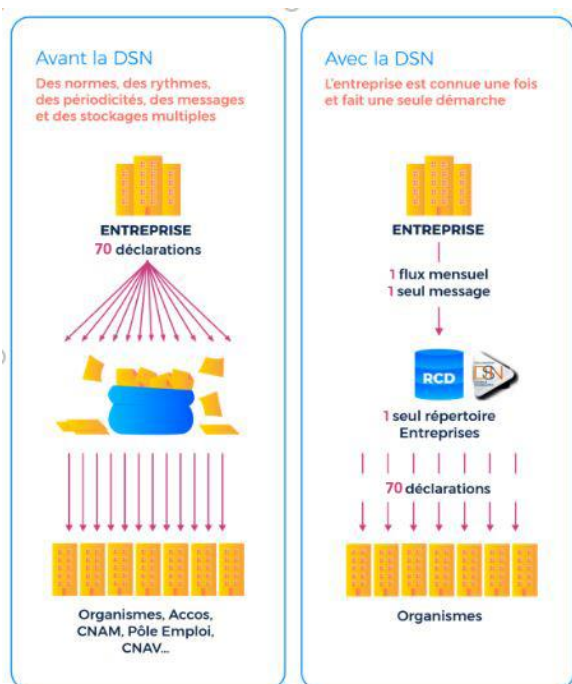 Avant la DSN
Des normes, des rythmes,
des périodicités, des messages
et des stockages multiples
ENTREPRISE
70 déclarations
Organismes, Accos,
CNAM, Pôle Emploi,
CNAV...
Avec la DSN
L'entreprise est connue une fois
et fait une seule démarche
ENTREPRISE
1 flux mensuel
1 seul message
RCD
DSN
1 seul répertoire
Entreprises
70 déclarations
Organismes